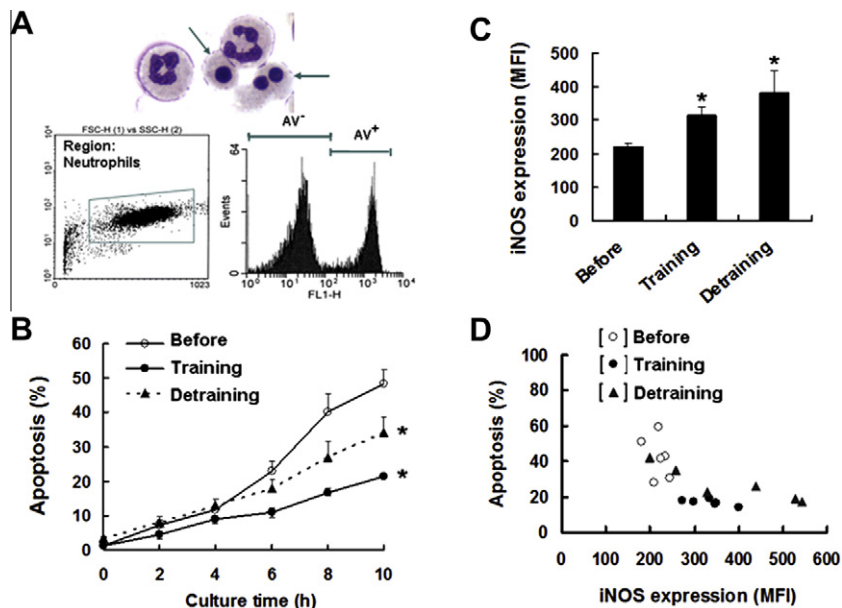 A
AV⁻
AV⁺
FSC-H (1) vs SSC-H (2)
Region:
Neutrophils
10⁴
10³
10²
10¹
10⁰
0
1023
64
Events
0
10⁰ 10¹ 10² 10³ 10⁴
FL1-H
B
Before
Training
Detraining
60
50
40
30
20
10
0
Apoptosis (%)
*
*
0 2 4 6 8 10
Culture time (h)
C
500
400
300
200
100
0
iNOS expression (MFI)
*
*
Before
Training
Detraining
D
[ ] Before
[ ] Training
[ ] Detraining
100
80
60
40
20
0
Apoptosis (%)
0 100 200 300 400 500 600
iNOS expression (MFI)